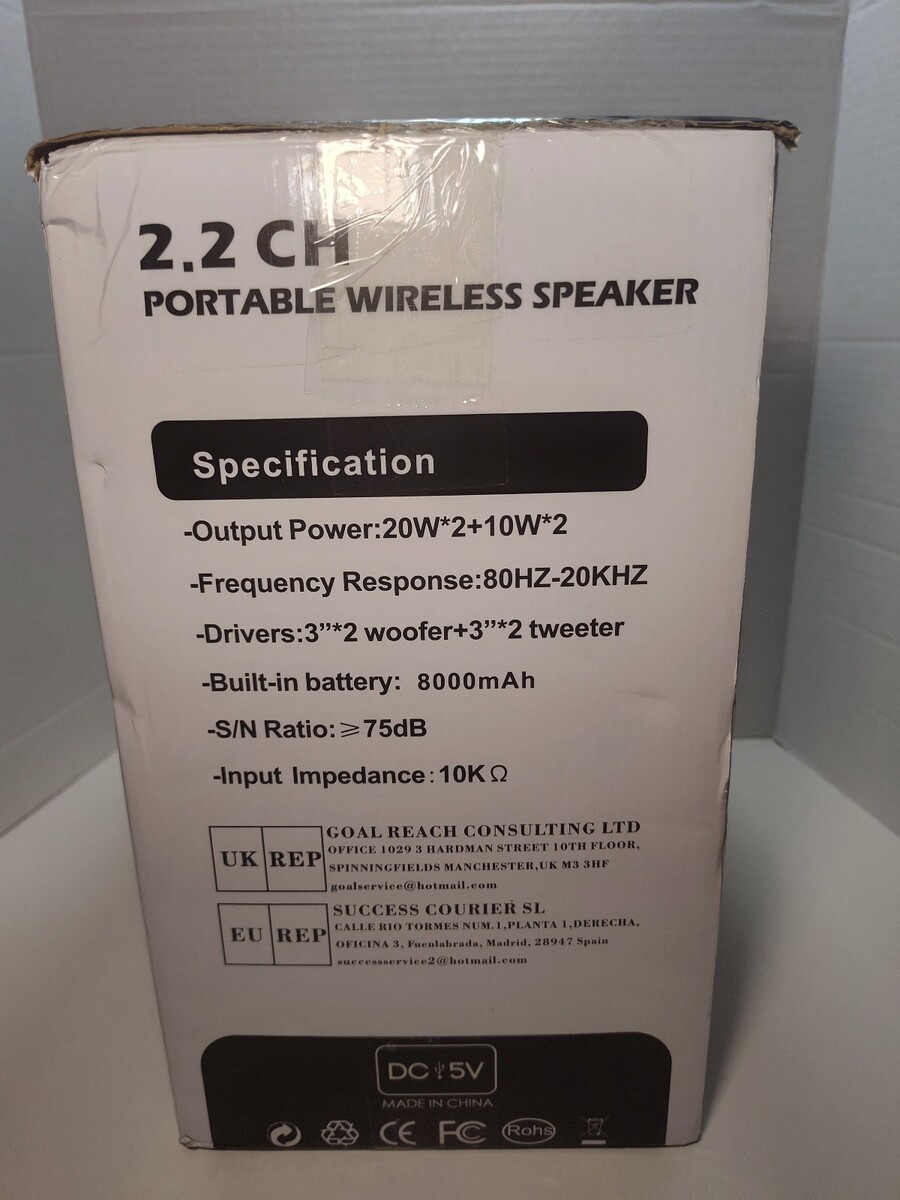 2.2 CH
PORTABLE WIRELESS SPEAKER
Specification
-Output Power:20W*2+10W*2
-Frequency Response:80HZ-20KHZ
-Drivers:3”*2 woofer+3”*2 tweeter
-Built-in battery: 8000mAh
-S/N Ratio:≥75dB
-Input Impedance:10KΩ
UK REP
GOAL REACH CONSULTING LTD
OFFICE 1029 3 HARDMAN STREET 10TH FLOOR,
SPINNINGFIELDS MANCHESTER,UK M3 3HF
goalservice@hotmail.com
EU REP
SUCCESS COURIER SL
CALLE RIO TORMES NUM.1,PLANTA 1,DERECHA,
OFICINA 3, Fuenlabrada, Madrid, 28947 Spain
successservice2@hotmail.com
DC 5V
MADE IN CHINA
CE FC Rohs